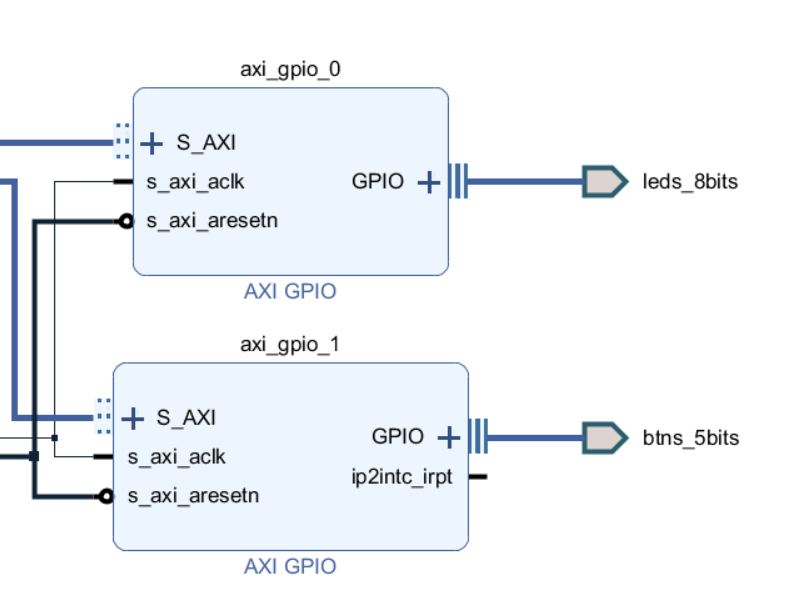 axi_gpio_0
S_AXI
s_axi_aclk
GPIO
leds_8bits
s_axi_aresetn
AXI GPIO
axi_gpio_1
S_AXI
GPIO
btns_5bits
s_axi_aclk
ip2intc_irpt
s_axi_aresetn
AXI GPIO